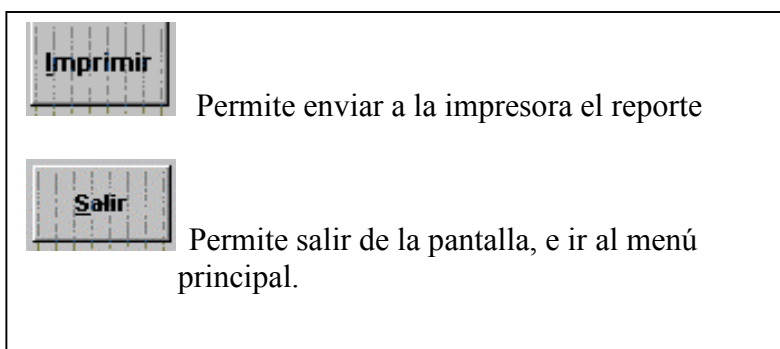 Imprimir
Permite enviar a la impresora el reporte
Salir
Permite salir de la pantalla, e ir al menú
principal.